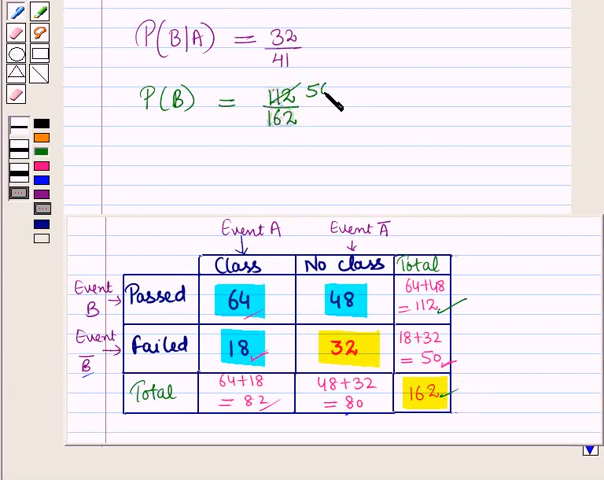 P(B|A) = 32/41
P(B) = 112/162 56
Event A Event A̅
Class No class Total
Event B → Passed 64 48 64+48 = 112
Event B̅ → Failed 18 32 18+32 = 50
Total 64+18 = 82 48+32 = 80 162